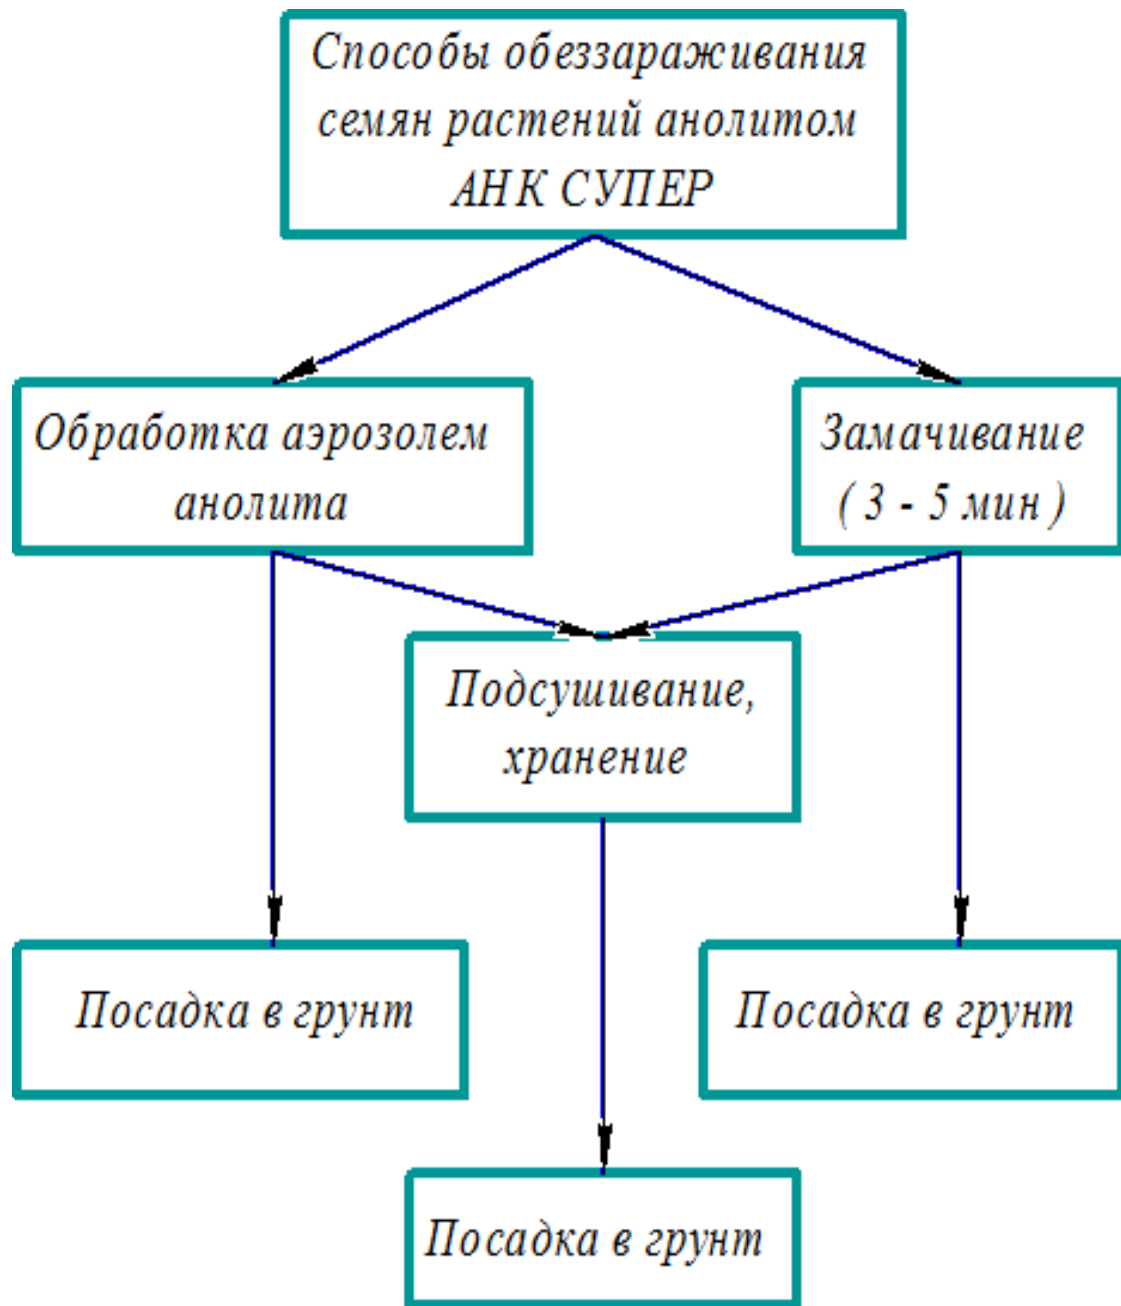 Способы обеззараживания
семян растений анолитом
АНК СУПЕР
Обработка аэрозолем
анолита
Замачивание
( 3 - 5 мин )
Подсушивание,
хранение
Посадка в грунт
Посадка в грунт
Посадка в грунт